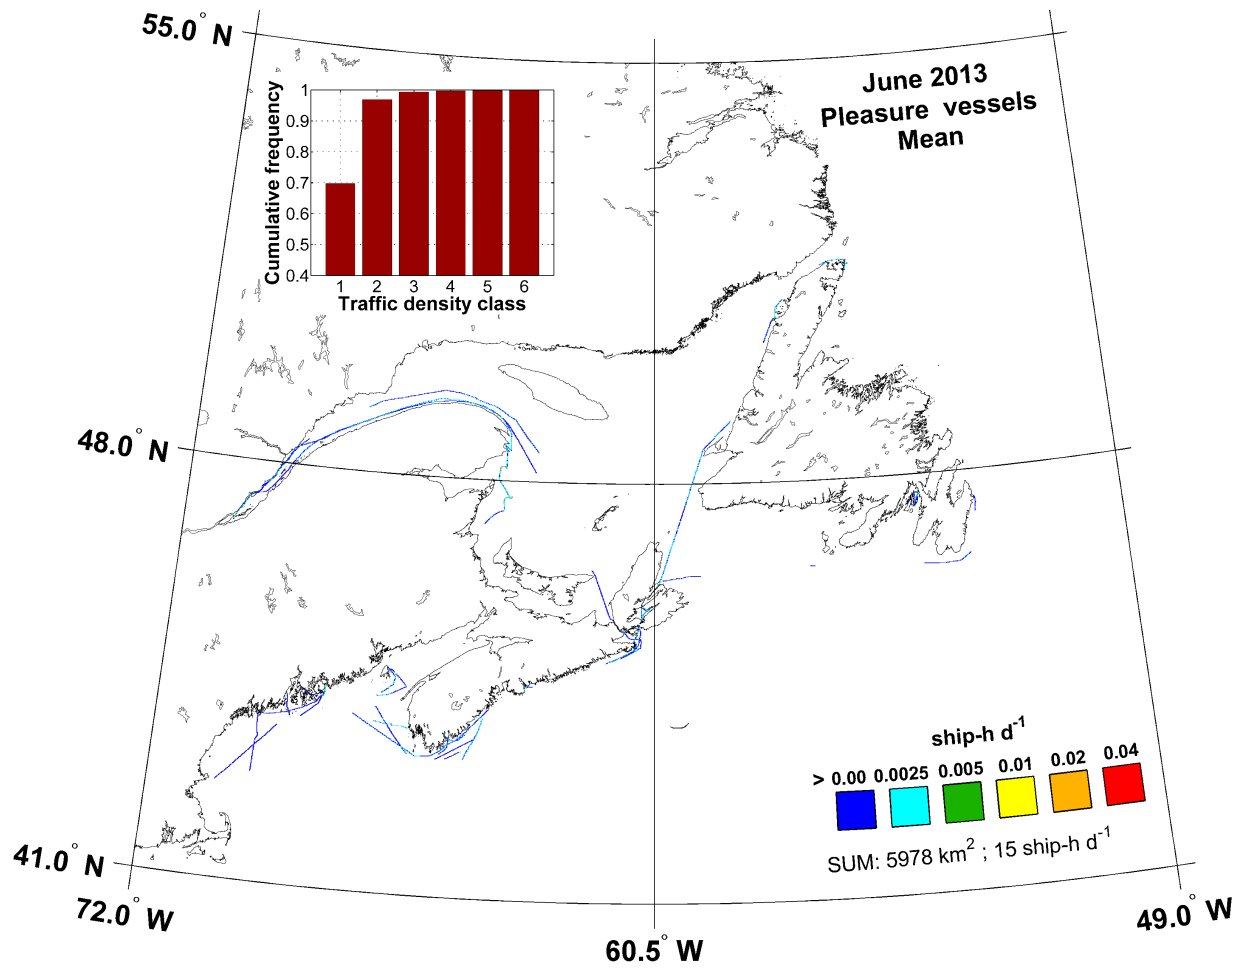 55.0° N
June 2013
Pleasure vessels
Mean
Cumulative frequency
1
0.9
0.8
0.7
0.6
0.5
0.4
1 2 3 4 5 6
Traffic density class
48.0° N
ship-h d⁻¹
> 0.00 0.0025 0.005 0.01 0.02 0.04
SUM: 5978 km² ; 15 ship-h d⁻¹
41.0° N
72.0° W
60.5° W
49.0° W